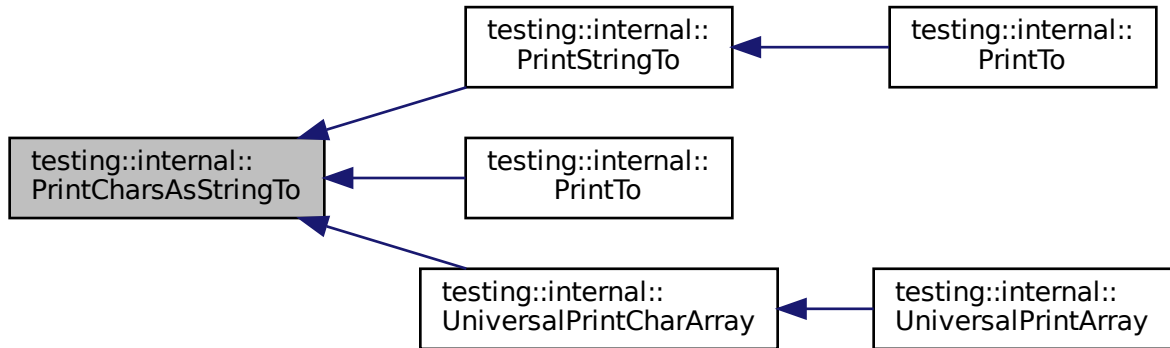 testing::internal::
PrintStringTo
testing::internal::
PrintTo
testing::internal::
PrintCharsAsStringTo
testing::internal::
PrintTo
testing::internal::
UniversalPrintCharArray
testing::internal::
UniversalPrintArray